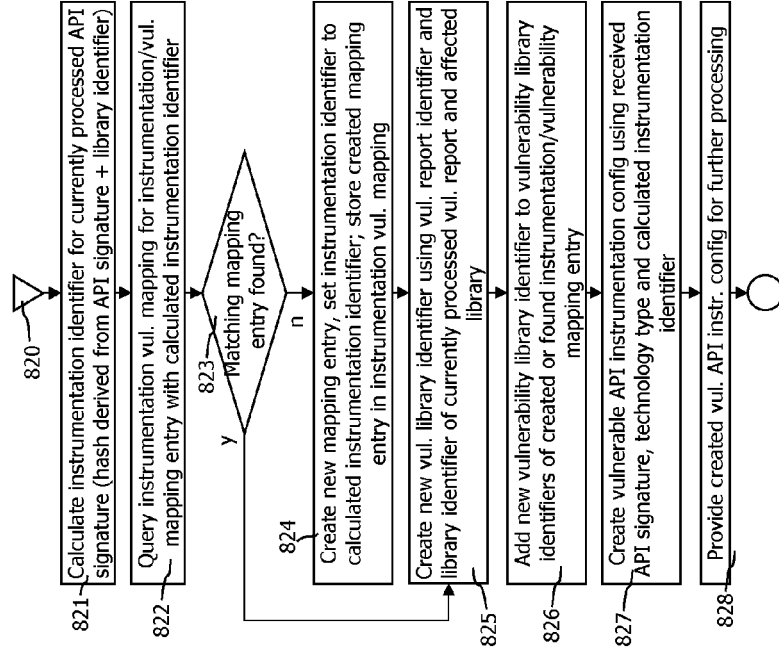 820
Calculate instrumentation identifier for currently processed API
signature (hash derived from API signature + library identifier)
821
Query instrumentation vul. mapping for instrumentation/vul.
mapping entry with calculated instrumentation identifier
822
823
Matching mapping
entry found?
y
n
Create new mapping entry, set instrumentation identifier to
calculated instrumentation identifier; store created mapping
entry in instrumentation vul. mapping
824
Create new vul. library identifier using vul. report identifier and
library identifier of currently processed vul. report and affected
library
825
Add new vulnerability library identifier to vulnerability library
identifiers of created or found instrumentation/vulnerability
mapping entry
826
Create vulnerable API instrumentation config using received
API signature, technology type and calculated instrumentation
identifier
827
Provide created vul. API instr. config for further processing
828